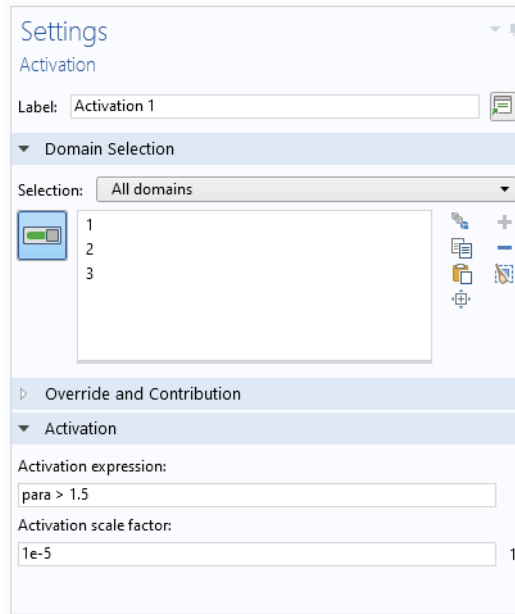 Settings
Activation
Label: Activation 1
Domain Selection
Selection: All domains
1
2
3
Override and Contribution
Activation
Activation expression:
para > 1.5
Activation scale factor:
1e-5 1